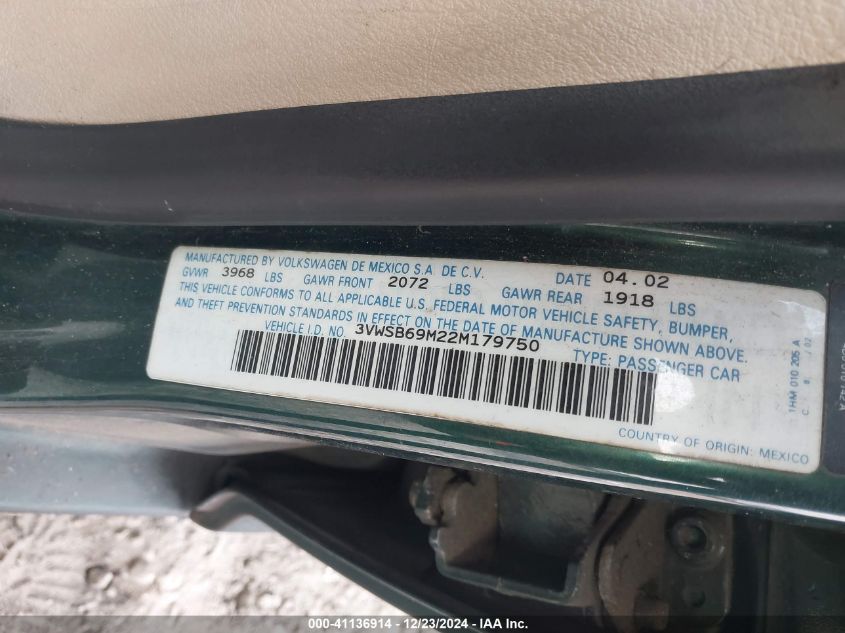 MANUFACTURED BY VOLKSWAGEN DE MEXICO S.A. DE C.V. DATE 04.02
GVWR 3968 LBS GAWR FRONT 2072 LBS GAWR REAR 1918 LBS
THIS VEHICLE CONFORMS TO ALL APPLICABLE U.S. FEDERAL MOTOR VEHICLE SAFETY, BUMPER,
AND THEFT PREVENTION STANDARDS IN EFFECT ON THE DATE OF MANUFACTURE SHOWN ABOVE.
VEHICLE I.D. NO. 3VWSB69M22M179750
TYPE: PASSENGER CAR
COUNTRY OF ORIGIN: MEXICO
1HM 010 205 A
000-41136914 - 12/23/2024 - IAA, Inc.